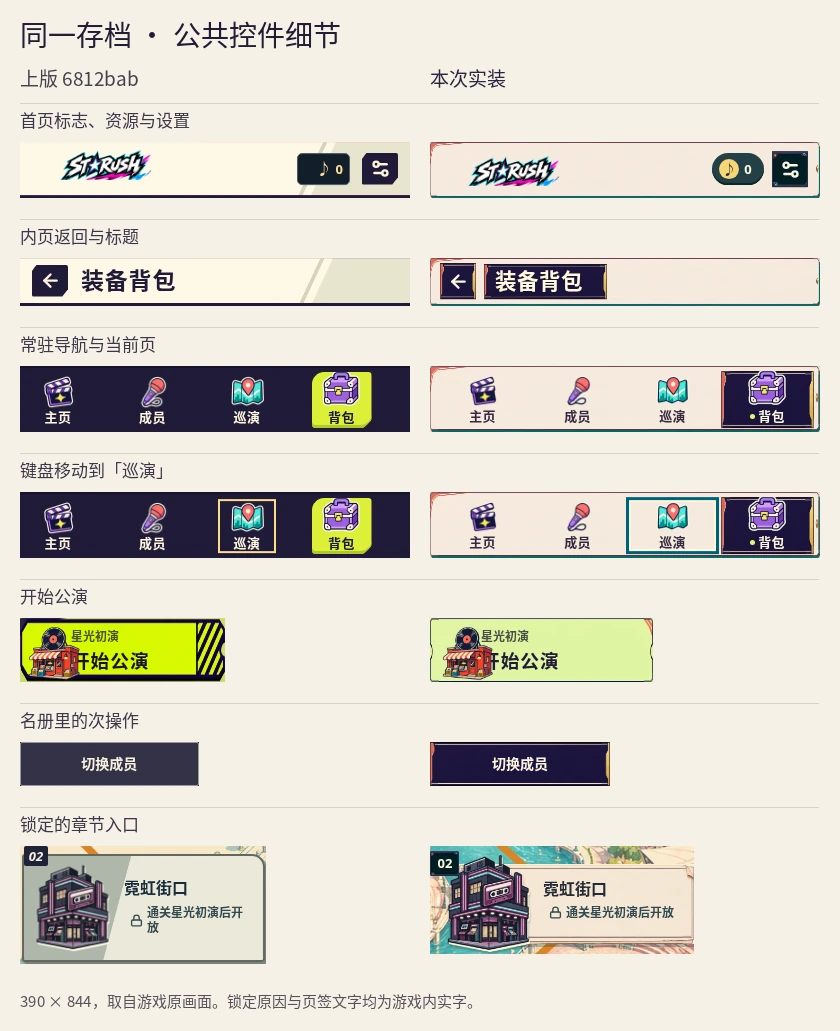 同一存档 · 公共控件细节
上版 6812bab
本次实装
首页标志、资源与设置
ST★RUSH
0
ST★RUSH
0
内页返回与标题
装备背包
装备背包
常驻导航与当前页
主页 成员 巡演 背包
主页 成员 巡演 背包
键盘移动到「巡演」
主页 成员 巡演 背包
主页 成员 巡演 背包
开始公演
星光初演
开始公演
星光初演
开始公演
名册里的次操作
切换成员
切换成员
锁定的章节入口
02
霓虹街口
通关星光初演后开
放
02
霓虹街口
通关星光初演后开放
390 × 844，取自游戏原画面。锁定原因与页签文字均为游戏内实字。